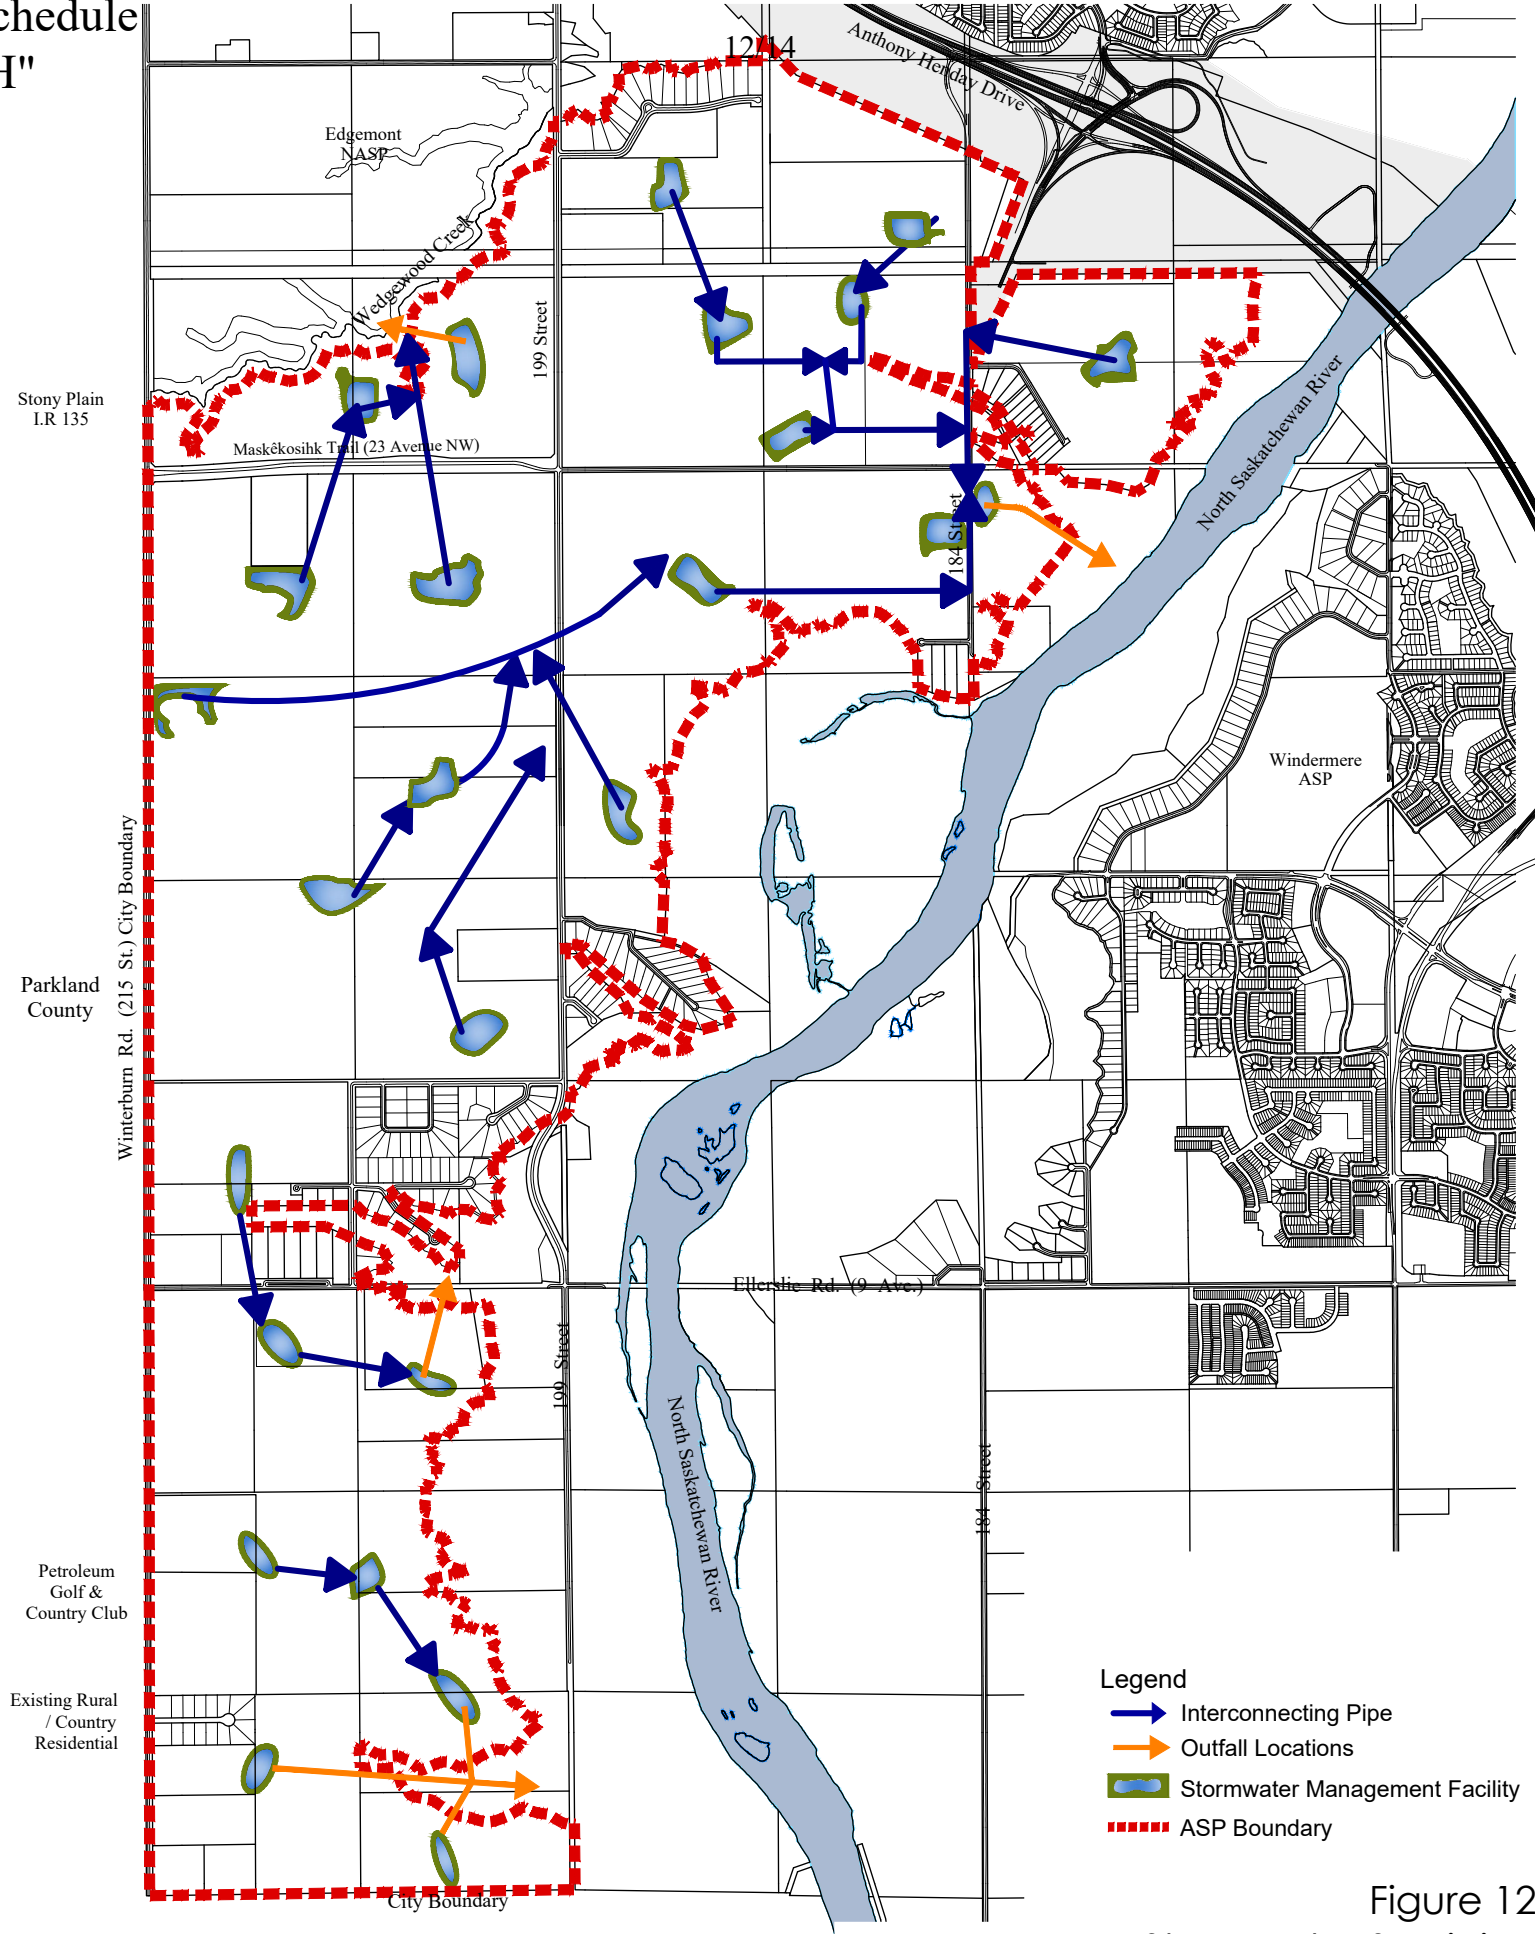 chedule
H"
12/14
Anthony Henday Drive
Edgemont
NASP
Wedgewood Creek
199 Street
Stony Plain
I.R 135
Maskêkosihk Trail (23 Avenue NW)
North Saskatchewan River
184 Street
Windermere
ASP
Winterburn Rd. (215 St.) City Boundary
Parkland
County
Ellerslie Rd. (9 Ave.)
199 Street
North Saskatchewan River
184 Street
Petroleum
Golf &
Country Club
Existing Rural
/ Country
Residential
City Boundary
Legend
Interconnecting Pipe
Outfall Locations
Stormwater Management Facility
ASP Boundary
Figure 12